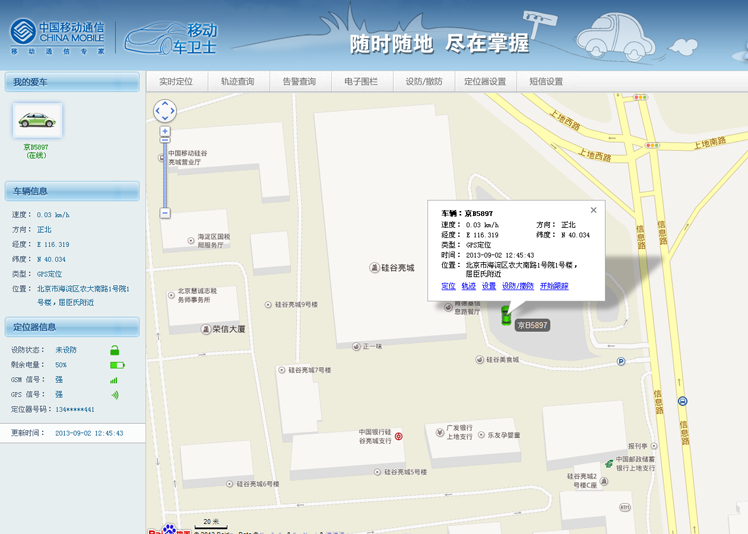 中国移动通信
CHINA MOBILE
移动通信专家
移动
车卫士
随时随地 尽在掌握
我的爱车
京B5897
(在线)
车辆信息
速度： 0.03 km/h
方向： 正北
经度： E 116.319
纬度： N 40.034
类型： GPS定位
位置： 北京市海淀区农大南路1号院1
号楼，屈臣氏附近
定位器信息
设防状态： 未设防
剩余电量： 50%
GSM 信号： 强
GPS 信号： 强
定位器号码： 134*****441
更新时间： 2013-09-02 12:45:43
实时定位 轨迹查询 告警查询 电子围栏 设防/撤防 定位器设置 短信设置
上地西路
上地西路
上地南路
信息路
信息路
信息路
信息路
中国移动硅谷
亮城营业厅
海淀区国税
局服务厅
北京慧诚志税
务师事务所
荣信大厦
硅谷亮城
硅谷亮城9号楼
正一味
硅谷亮城7号楼
车辆：京B5897
速度： 0.03 km/h 方向： 正北
经度： E 116.319 纬度： N 40.034
类型： GPS定位
时间： 2013-09-02 12:45:43
位置： 北京市海淀区农大南路1号院1号楼，
屈臣氏附近
定位 轨迹 设置 设防/撤防 开始跟踪
息路餐厅
京B5897
硅谷美食城
P
中国银行硅
谷亮城支行
广发银行
上地支行
乐友孕婴童
硅谷亮城5号楼
硅谷亮城6号楼
报刊亭
中国邮政储蓄
银行上地支行
硅谷亮城2
号楼C座
20 米